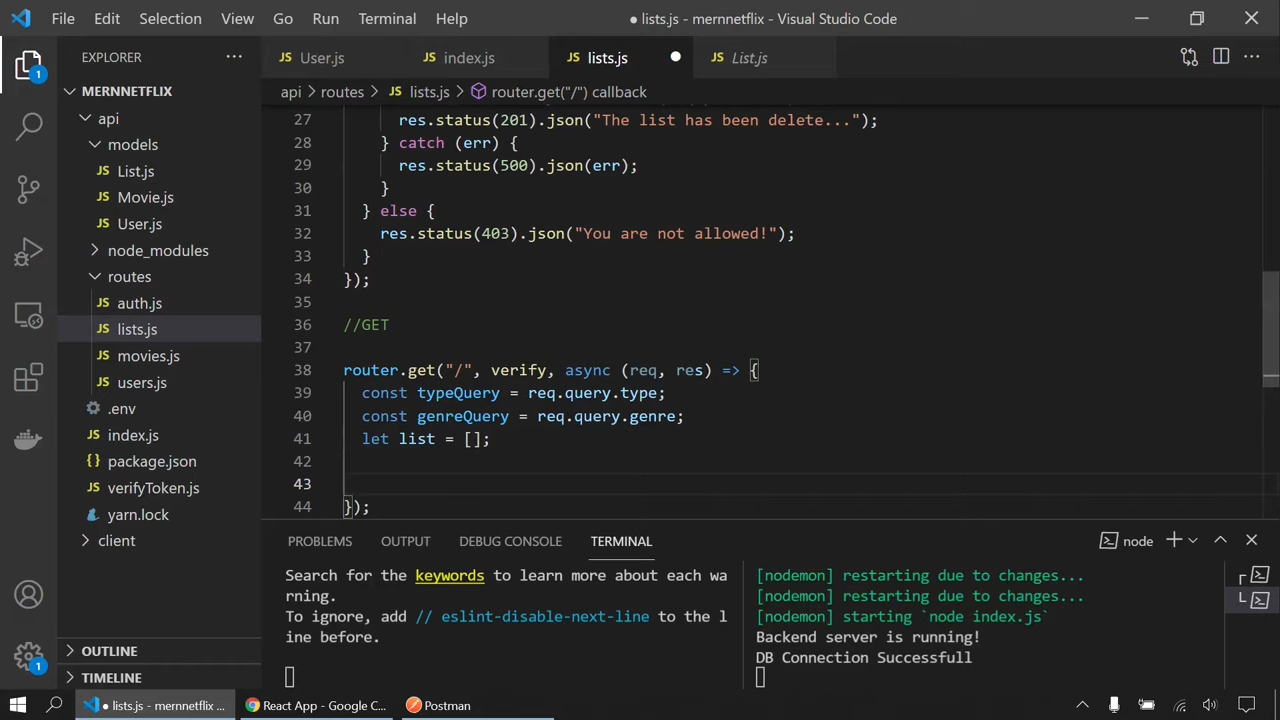 File Edit Selection View Go Run Terminal Help
● lists.js - mernnetflix - Visual Studio Code
EXPLORER
JS User.js
JS index.js
JS lists.js
JS List.js
MERNNETFLIX
api > routes > JS lists.js > router.get("/") callback
api
models
JS List.js
JS Movie.js
JS User.js
node_modules
routes
JS auth.js
JS lists.js
JS movies.js
JS users.js
.env
JS index.js
{} package.json
JS verifyToken.js
yarn.lock
client
OUTLINE
TIMELINE
1
1
27 res.status(201).json("The list has been delete...");
28 } catch (err) {
29 res.status(500).json(err);
30 }
31 } else {
32 res.status(403).json("You are not allowed!");
33 }
34 });
35
36 //GET
37
38 router.get("/", verify, async (req, res) => {
39 const typeQuery = req.query.type;
40 const genreQuery = req.query.genre;
41 let list = [];
42
43
44 });
PROBLEMS OUTPUT DEBUG CONSOLE TERMINAL
node
Search for the keywords to learn more about each wa
rning.
To ignore, add // eslint-disable-next-line to the l
ine before.
[nodemon] restarting due to changes...
[nodemon] restarting due to changes...
[nodemon] starting `node index.js`
Backend server is running!
DB Connection Successfull
● lists.js - mernnetflix ...
React App - Google C...
Postman